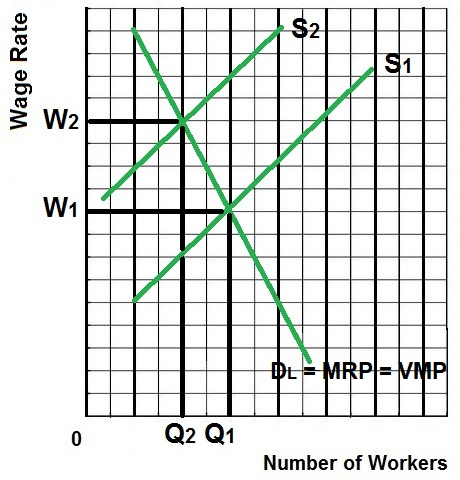 Wage Rate
S2
S1
W2
W1
DL = MRP = VMP
0
Q2 Q1
Number of Workers